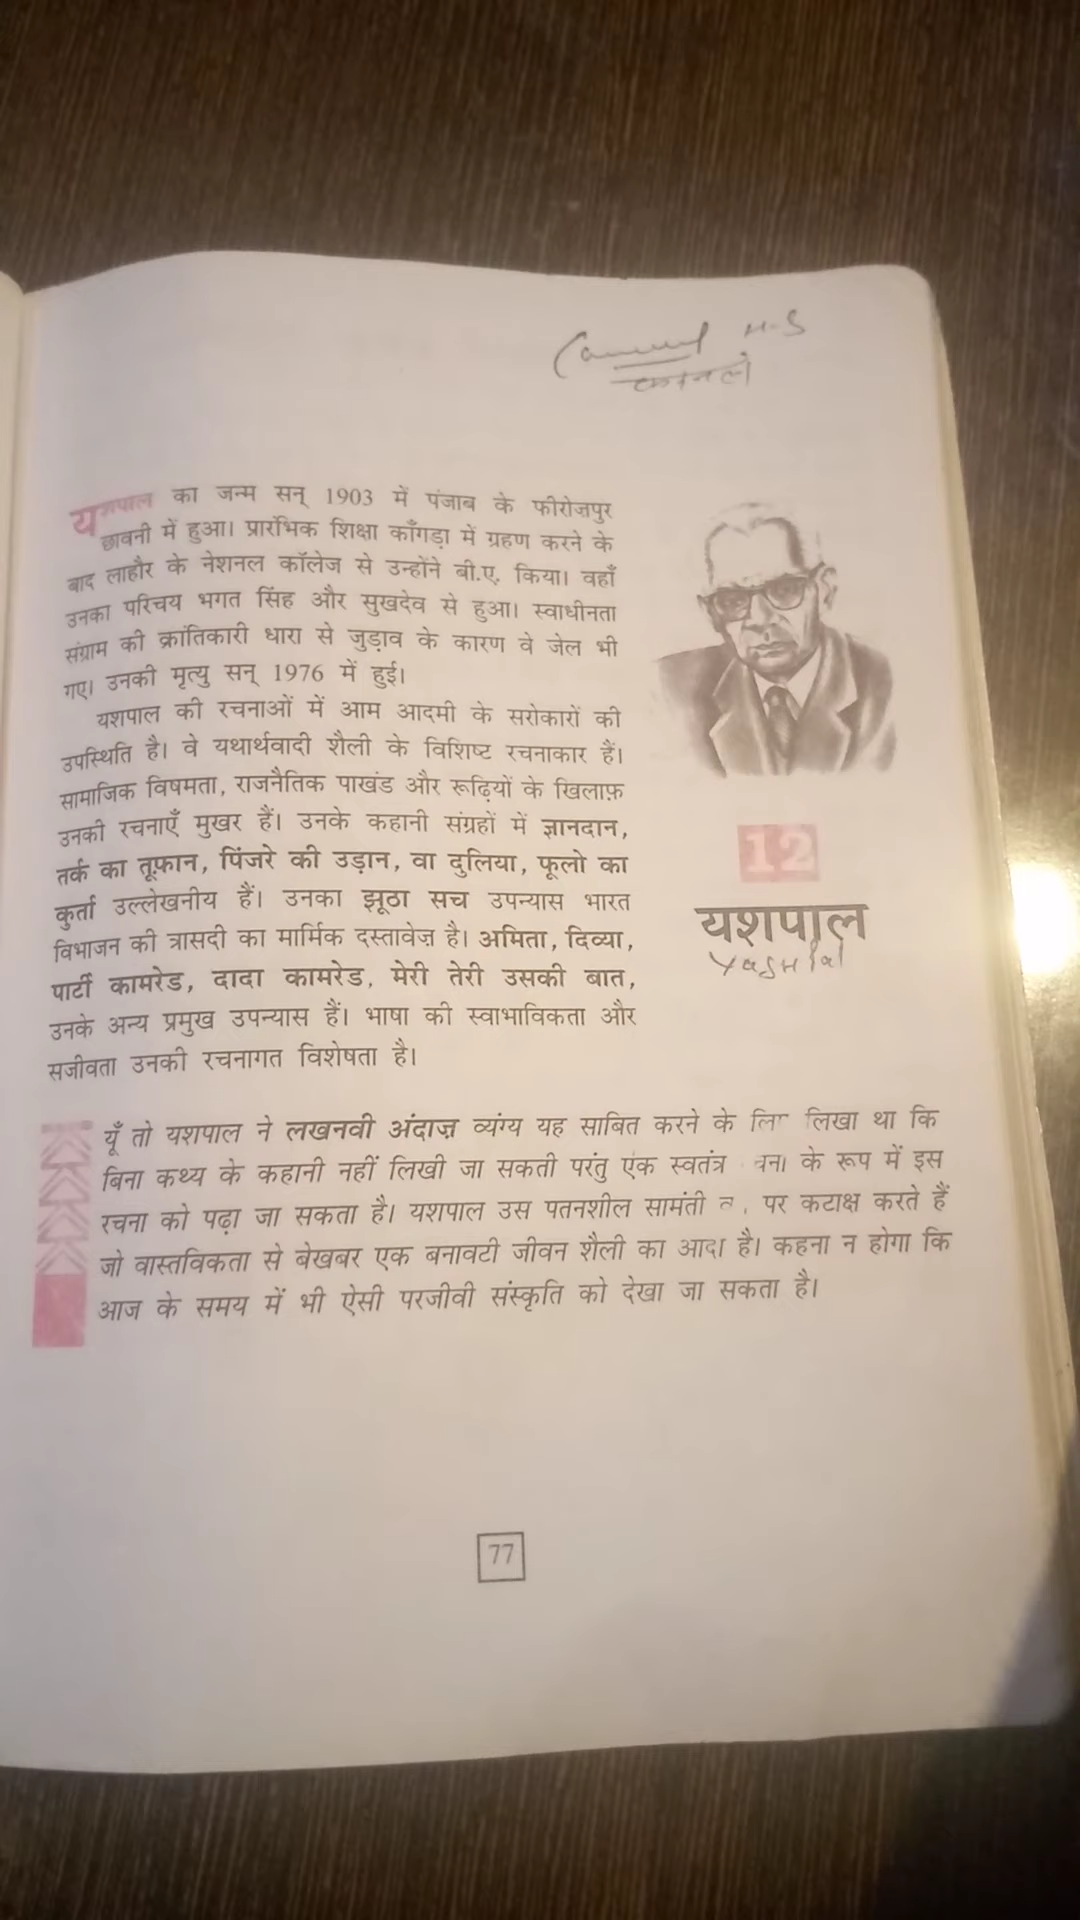 H-S
यशपाल का जन्म सन् 1903 में पंजाब के फीरोजपुर
छावनी में हुआ। प्रारंभिक शिक्षा काँगड़ा में ग्रहण करने के
बाद लाहौर के नेशनल कॉलेज से उन्होंने बी.ए. किया। वहाँ
उनका परिचय भगत सिंह और सुखदेव से हुआ। स्वाधीनता
संग्राम की क्रांतिकारी धारा से जुड़ाव के कारण वे जेल भी
गए। उनकी मृत्यु सन् 1976 में हुई।
यशपाल की रचनाओं में आम आदमी के सरोकारों की
उपस्थिति है। वे यथार्थवादी शैली के विशिष्ट रचनाकार हैं।
सामाजिक विषमता, राजनैतिक पाखंड और रूढ़ियों के खिलाफ़
उनकी रचनाएँ मुखर हैं। उनके कहानी संग्रहों में ज्ञानदान,
तर्क का तूफ़ान, पिंजरे की उड़ान, वा दुलिया, फूलो का
कुर्ता उल्लेखनीय हैं। उनका झूठा सच उपन्यास भारत
विभाजन की त्रासदी का मार्मिक दस्तावेज़ है। अमिता, दिव्या,
पार्टी कामरेड, दादा कामरेड, मेरी तेरी उसकी बात,
उनके अन्य प्रमुख उपन्यास हैं। भाषा की स्वाभाविकता और
सजीवता उनकी रचनागत विशेषता है।
12
यशपाल
यूँ तो यशपाल ने लखनवी अंदाज़ व्यंग्य यह साबित करने के लिखा था कि
बिना कथ्य के कहानी नहीं लिखी जा सकती परंतु एक स्वतंत्र के रूप में इस
रचना को पढ़ा जा सकता है। यशपाल उस पतनशील सामंती पर कटाक्ष करते हैं
जो वास्तविकता से बेखबर एक बनावटी जीवन शैली का है। कहना न होगा कि
आज के समय में भी ऐसी परजीवी संस्कृति को देखा जा सकता है।
77